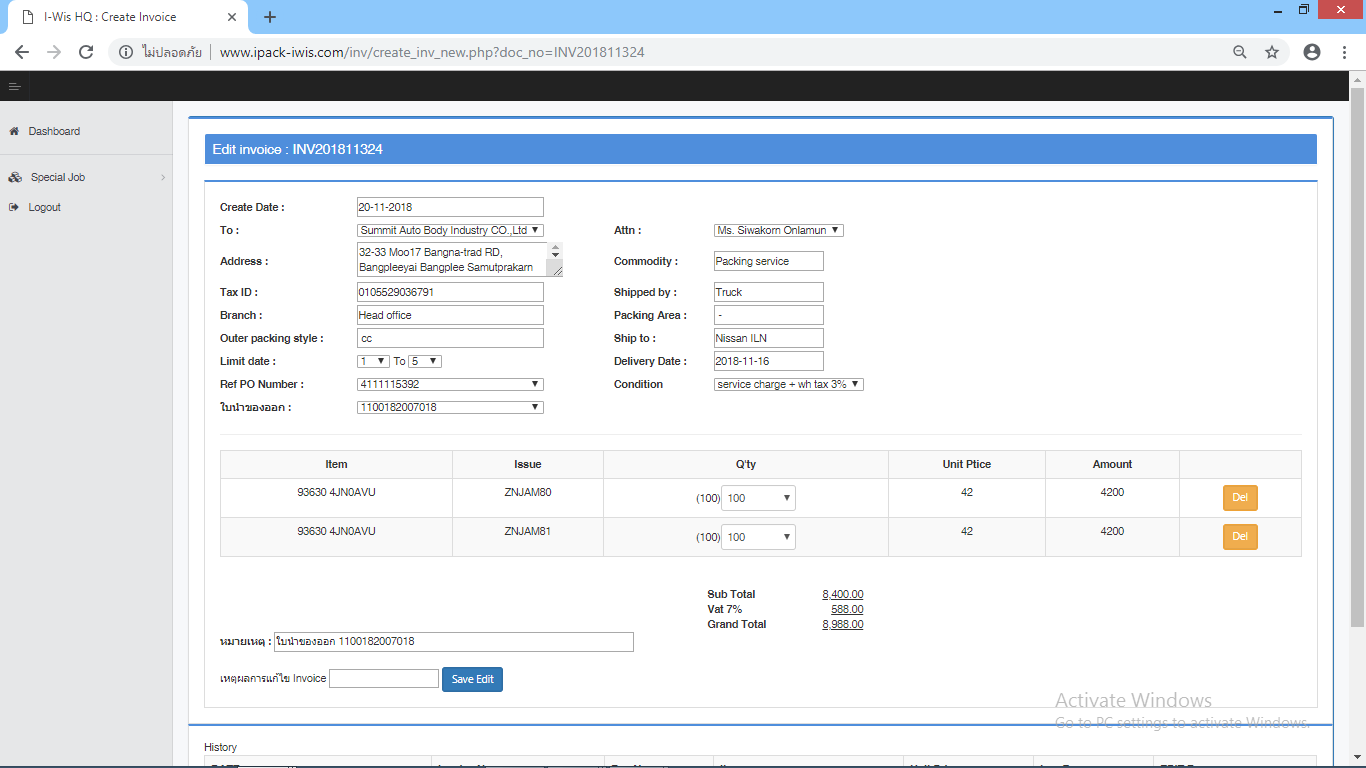 I-Wis HQ : Create Invoice
ไม่ปลอดภัย www.ipack-iwis.com/inv/create_inv_new.php?doc_no=INV201811324
Dashboard
Special Job
Logout
Edit invoice : INV201811324
Create Date : 20-11-2018
To : Summit Auto Body Industry CO.,Ltd Attn : Ms. Siwakorn Onlamun
Address : 32-33 Moo17 Bangna-trad RD,
Bangpleeyai Bangplee Samutprakarn
Commodity : Packing service
Tax ID : 0105529036791 Shipped by : Truck
Branch : Head office Packing Area : -
Outer packing style : cc Ship to : Nissan ILN
Limit date : 1 To 5 Delivery Date : 2018-11-16
Ref PO Number : 4111115392 Condition service charge + wh tax 3%
ใบนำของออก : 1100182007018
Item Issue Q'ty Unit Ptice Amount
93630 4JN0AVU ZNJAM80 (100) 100 42 4200 Del
93630 4JN0AVU ZNJAM81 (100) 100 42 4200 Del
Sub Total 8,400.00
Vat 7% 588.00
Grand Total 8,988.00
หมายเหตุ : ใบนำของออก 1100182007018
เหตุผลการแก้ไข Invoice Save Edit
Activate Windows
Go to PC settings to activate Windows.
History